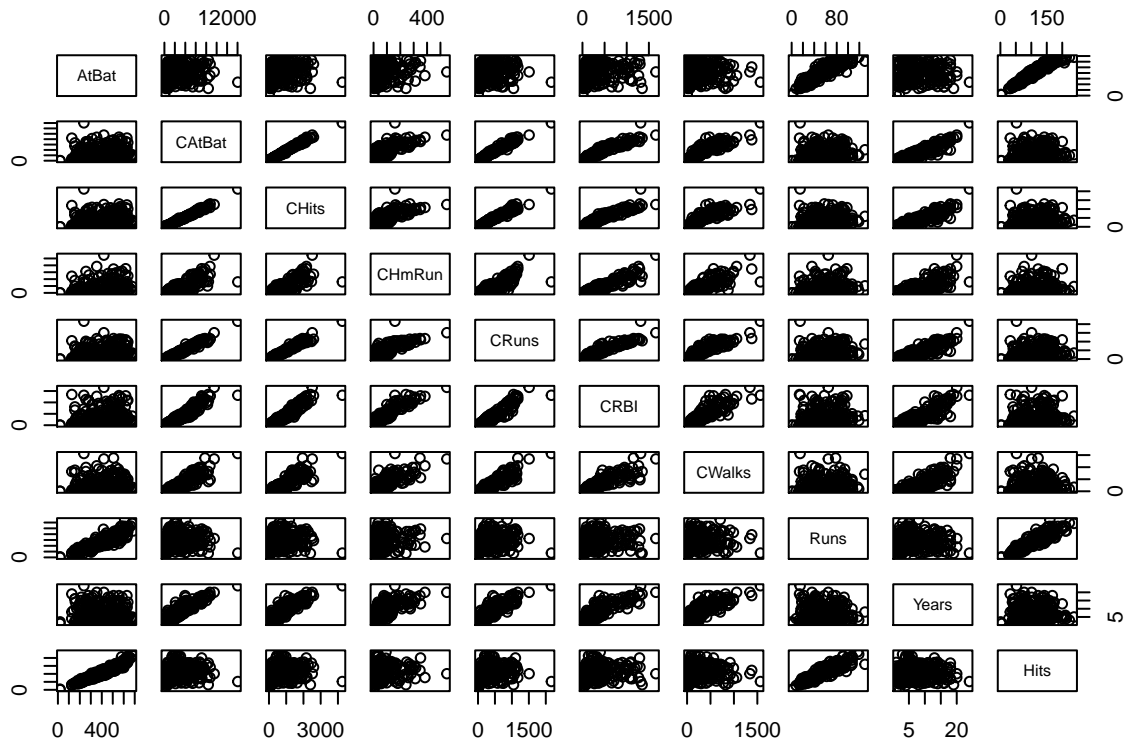 0 12000 0 400 0 1500 0 80 0 150
AtBat 0
0 CAtBat
CHits 0
0 CHmRun
CRuns 0
0 CRBI
CWalks 0
0 Runs
Years 5
0 Hits
0 400 0 3000 0 1500 0 1500 5 20